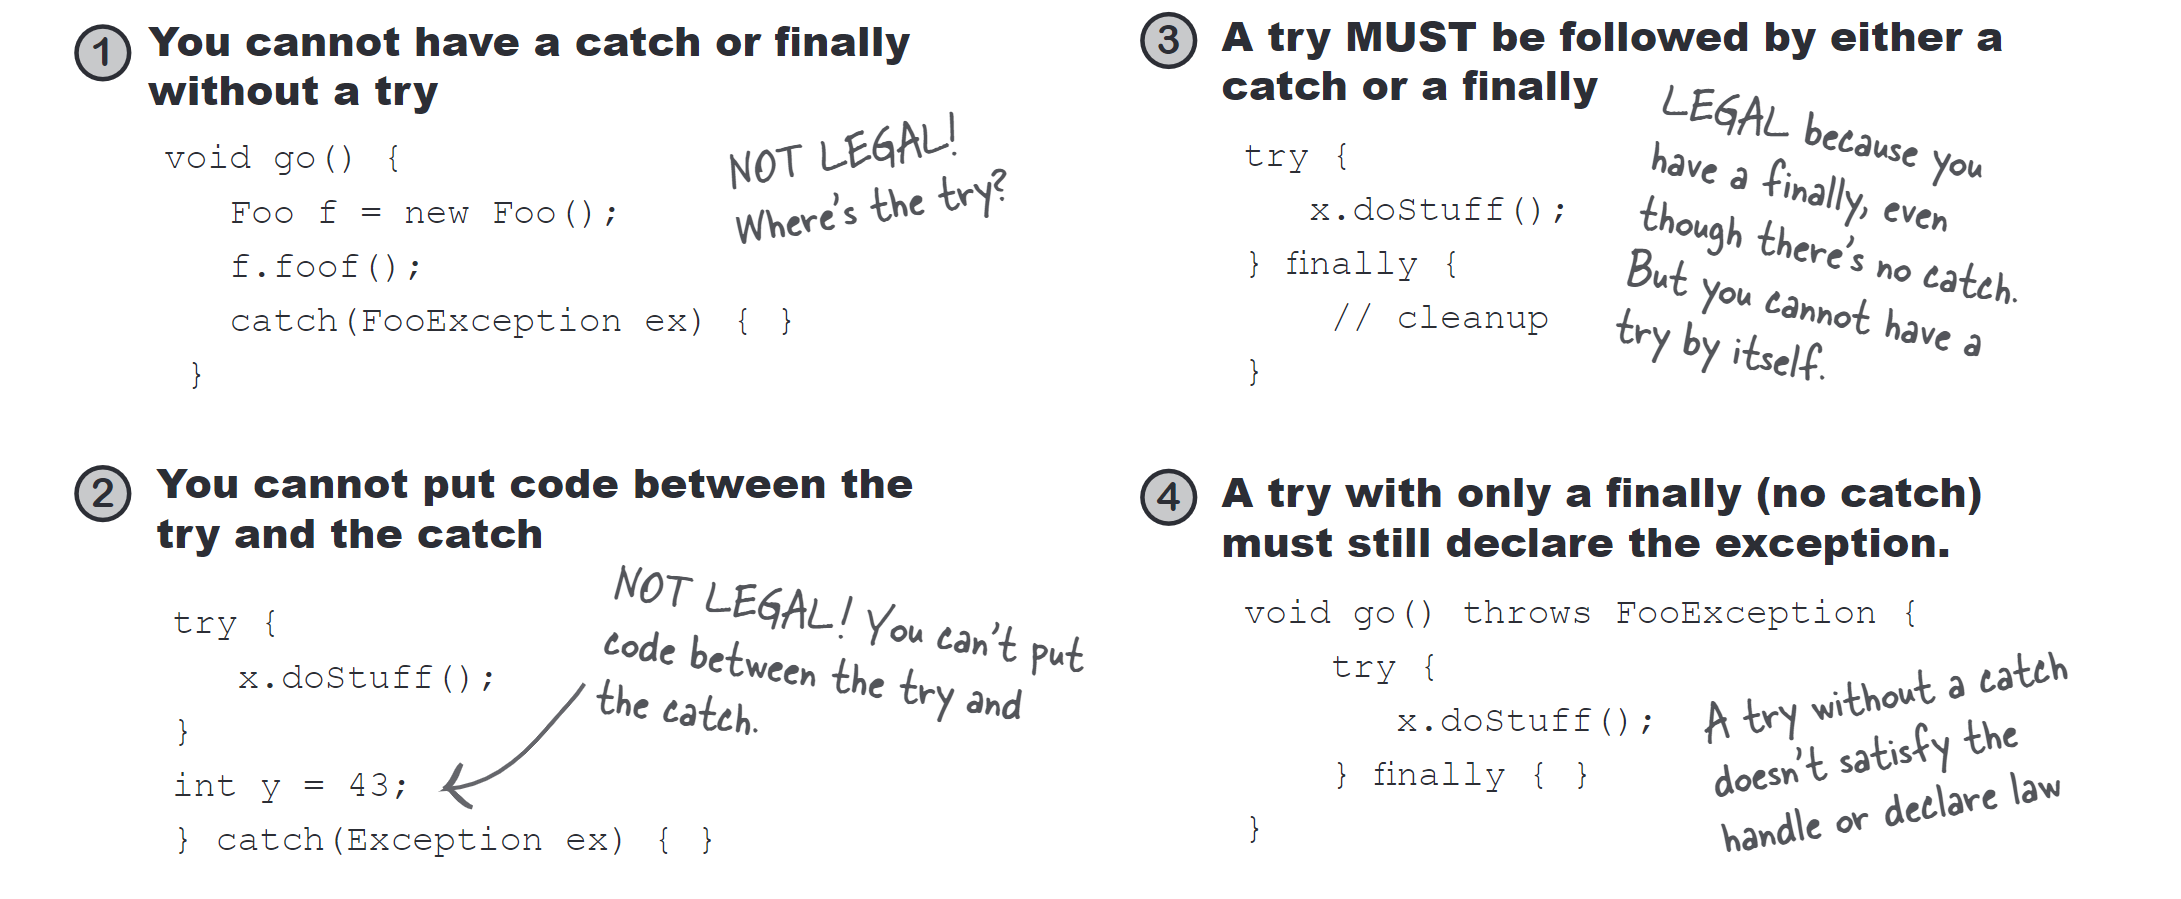 1 You cannot have a catch or finally
without a try
void go() {
Foo f = new Foo();
f.foof();
catch(FooException ex) { }
}
NOT LEGAL!
Where's the try?
2 You cannot put code between the
try and the catch
try {
x.doStuff();
}
int y = 43;
} catch(Exception ex) { }
NOT LEGAL! You can't put
code between the try and
the catch.
3 A try MUST be followed by either a
catch or a finally
try {
x.doStuff();
} finally {
// cleanup
}
LEGAL because you
have a finally, even
though there's no catch.
But you cannot have a
try by itself.
4 A try with only a finally (no catch)
must still declare the exception.
void go() throws FooException {
try {
x.doStuff();
} finally { }
}
A try without a catch
doesn't satisfy the
handle or declare law